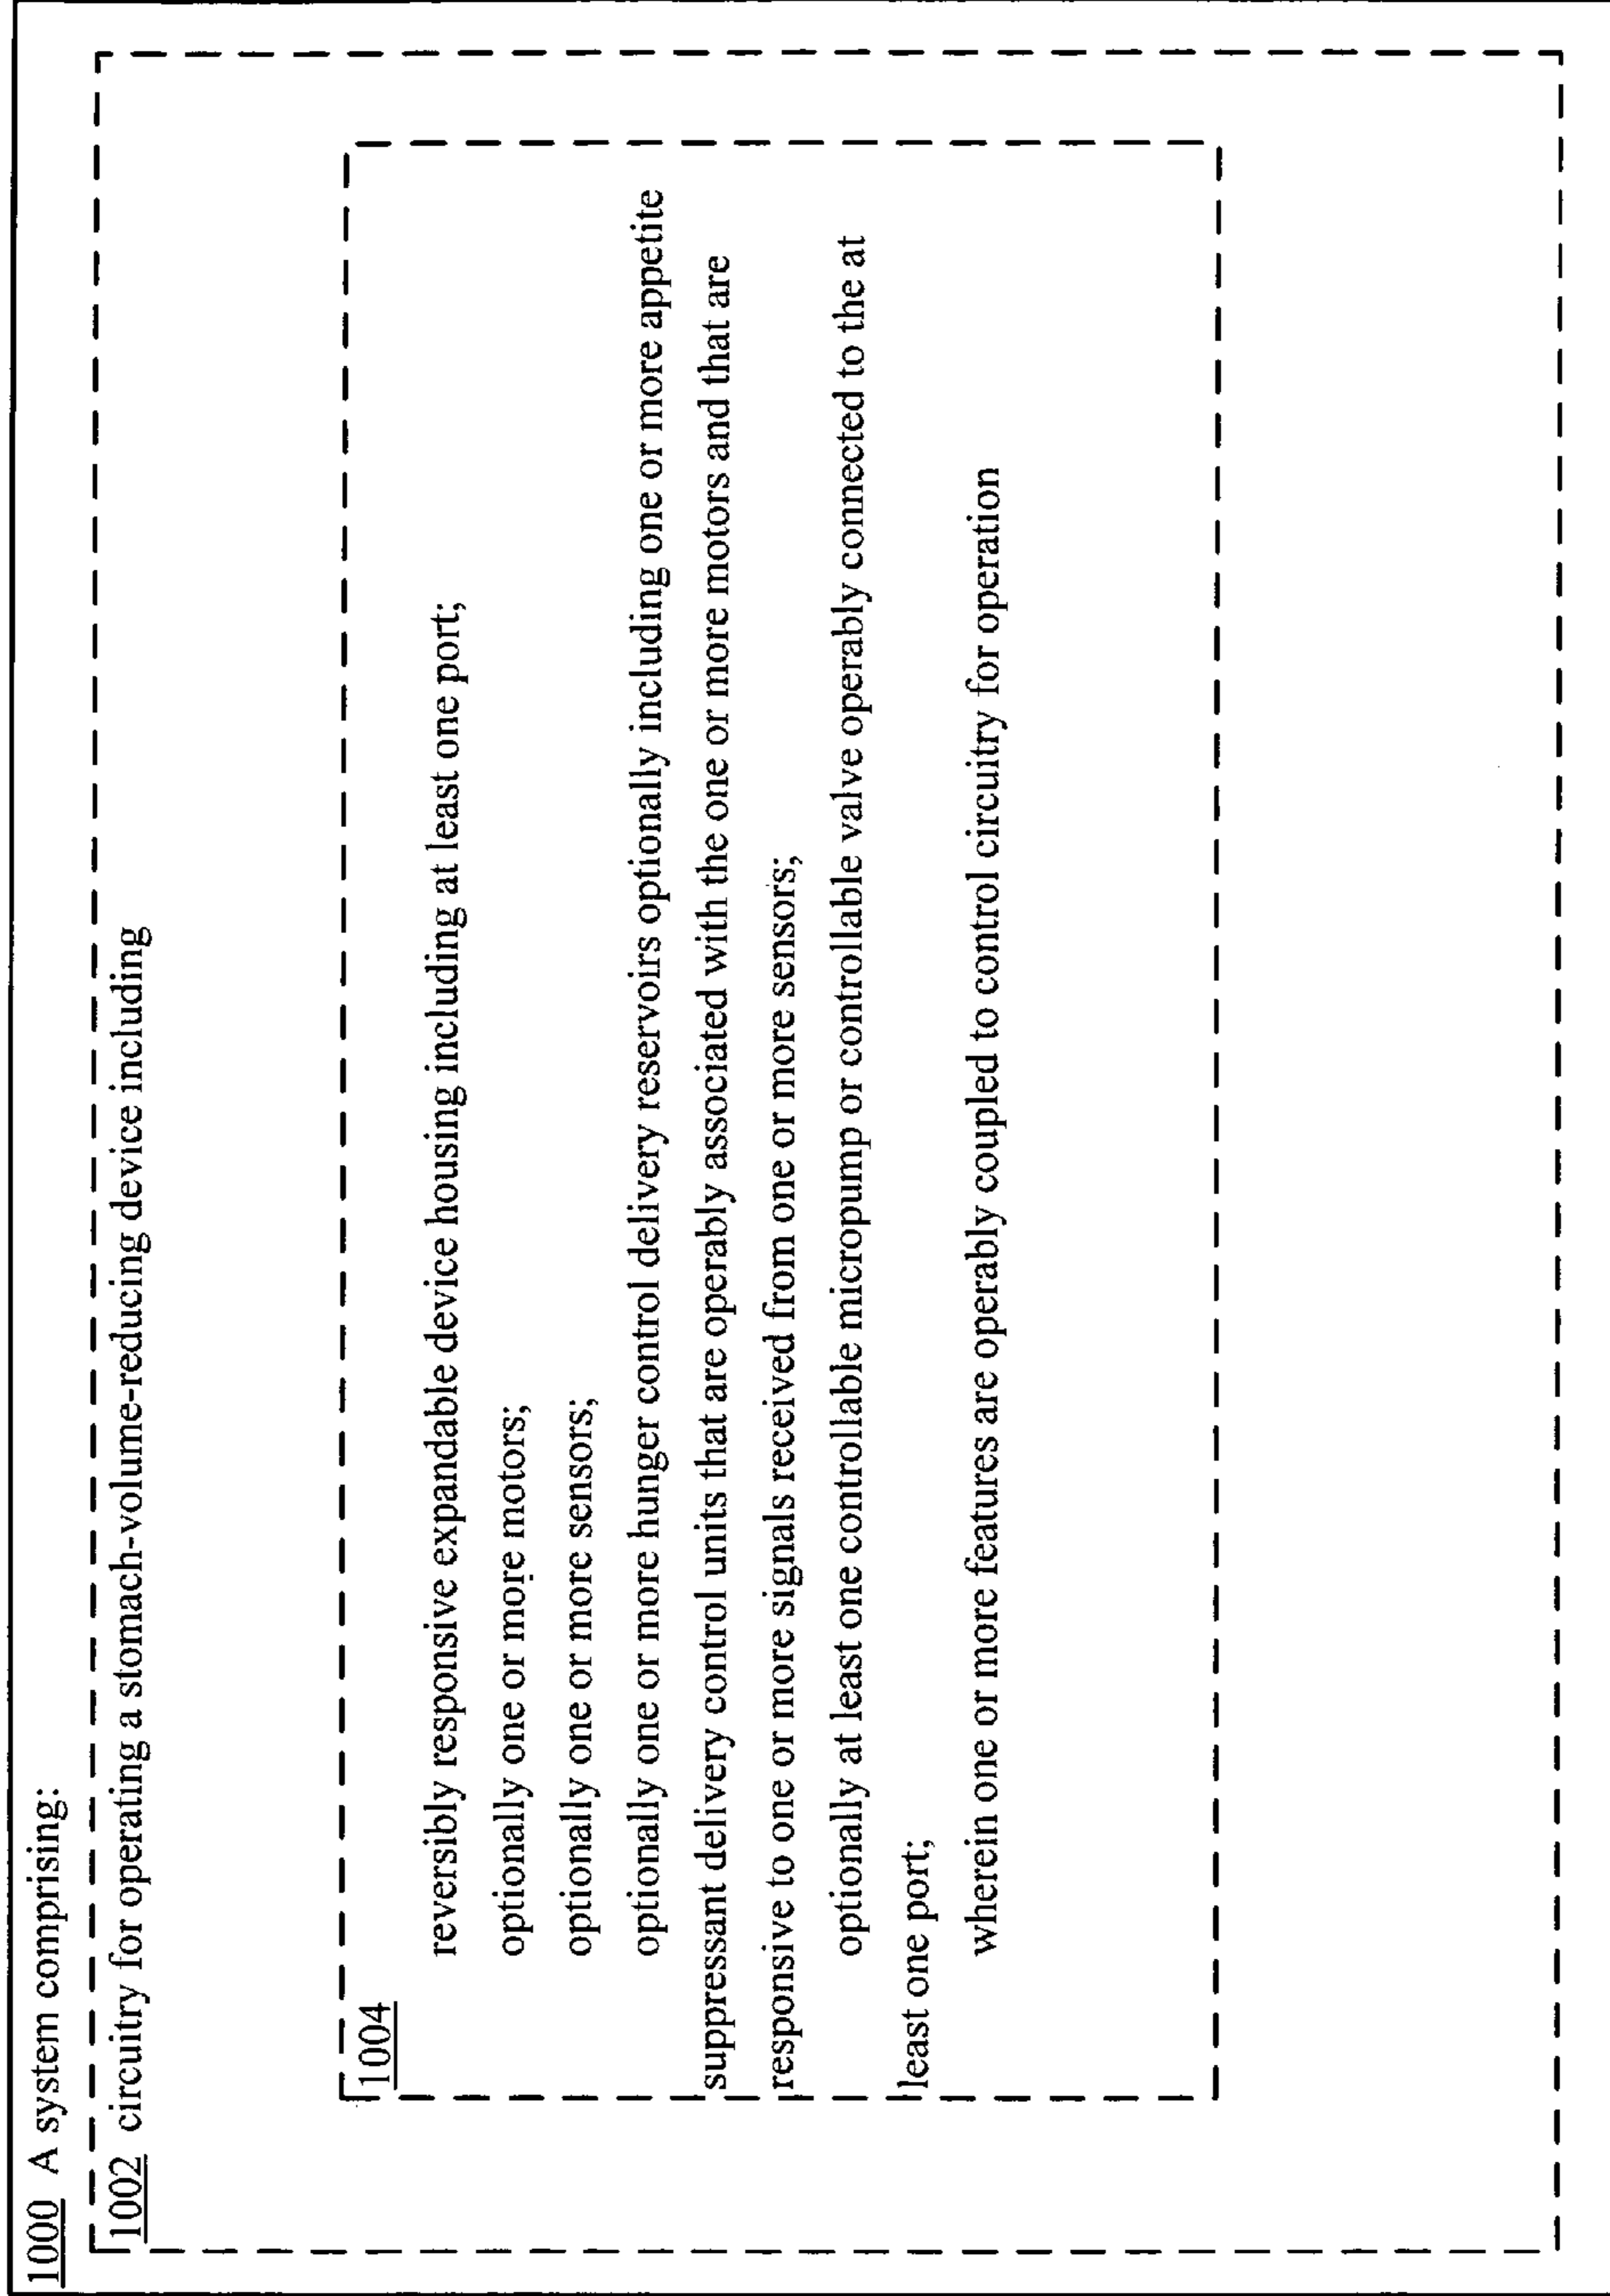 1000 A system comprising:
1002 circuitry for operating a stomach-volume-reducing device including
1004
reversibly responsive expandable device housing including at least one port;
optionally one or more motors;
optionally one or more sensors;
optionally one or more hunger control delivery reservoirs optionally including one or more appetite
suppressant delivery control units that are operably associated with the one or more motors and that are
responsive to one or more signals received from one or more sensors;
optionally at least one controllable micropump or controllable valve operably connected to the at
least one port;
wherein one or more features are operably coupled to control circuitry for operation